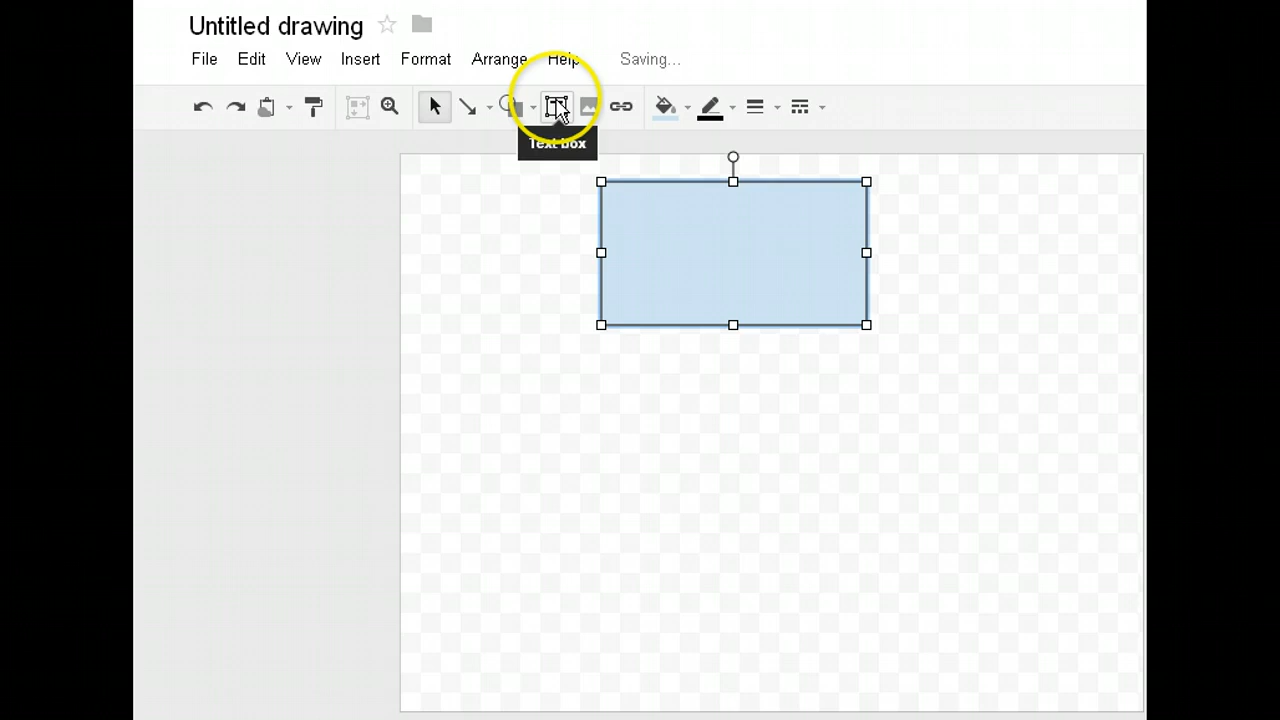 Untitled drawing
File Edit View Insert Format Arrange Help Saving...
Text box